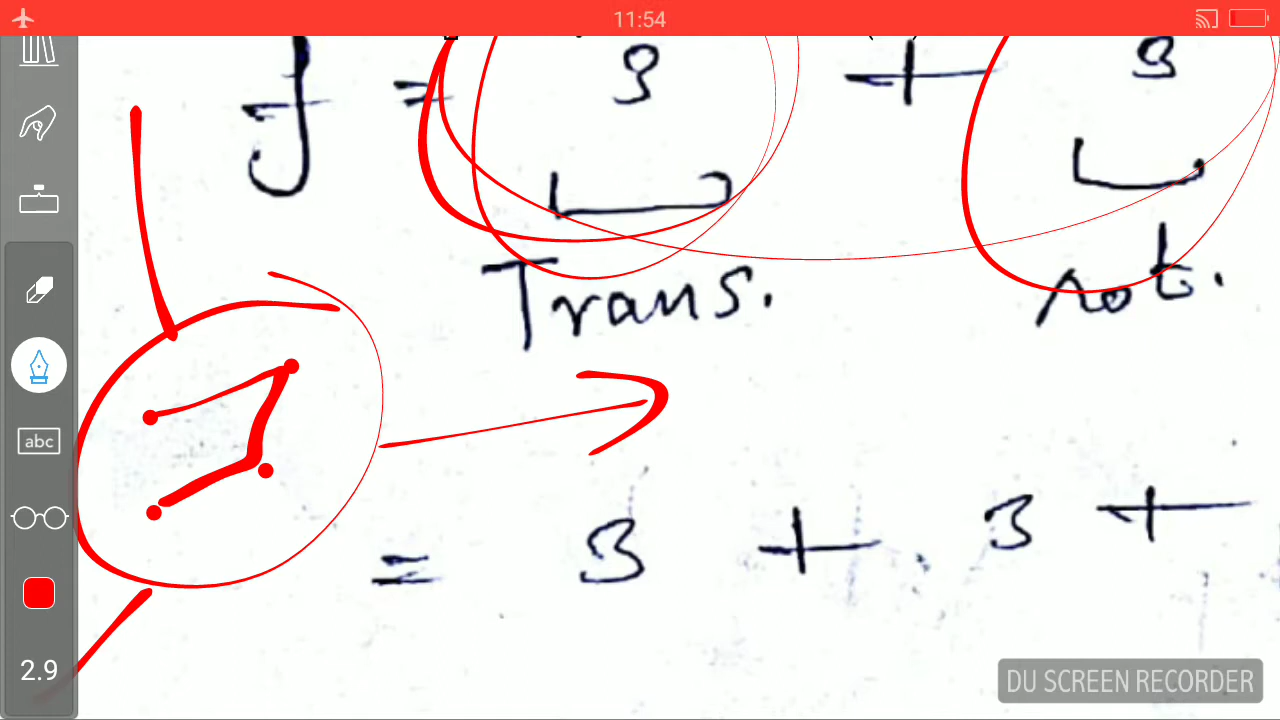 11:54
f = 3 + 3
Trans. rot.
= 3 + 3 +
abc
2.9
DU SCREEN RECORDER